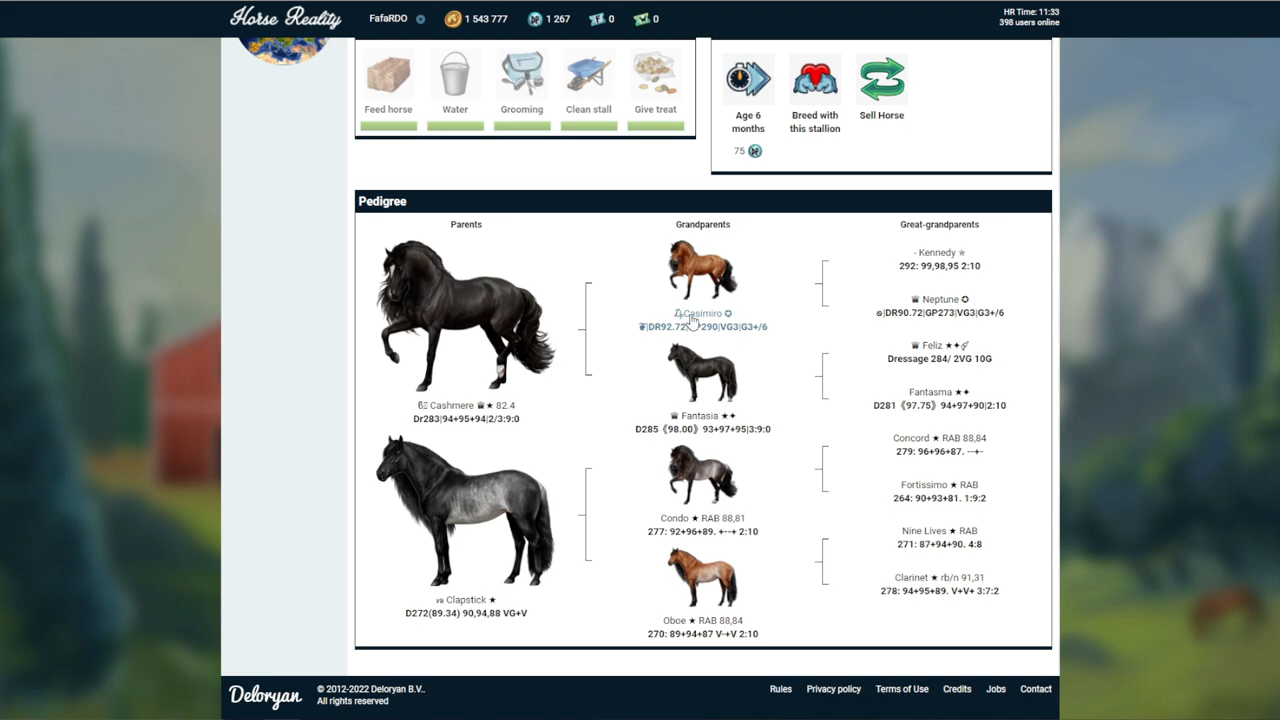 Horse Reality
FafaRDO
1 543 777
1 267
0
0
HR Time: 11:33
398 users online
Feed horse
Water
Grooming
Clean stall
Give treat
Age 6 months
75
Breed with this stallion
Sell Horse
Pedigree
Parents
Grandparents
Great-grandparents
Cashmere ♛★ 82.4
Dr283|94+95+94|2/3:9:0
Clapstick ★
D272(89.34) 90,94,88 VG+V
Casimiro ✪
290|VG3|G3+/6
♛ Fantasia ★✦
D285《98.00》 93+97+95|3:9:0
Condo ★ RAB 88,81
277: 92+96+89. +--+ 2:10
Oboe ★ RAB 88,84
270: 89+94+87 V-+V 2:10
- Kennedy ★
292: 99,98,95 2:10
♛ Neptune ✪
⊘|DR90.72|GP273|VG3|G3+/6
♛ Feliz ★✦
Dressage 284/ 2VG 10G
Fantasma ★✦
D281《97.75》 94+97+90|2:10
Concord ★ RAB 88,84
279: 96+96+87. --+-
Fortissimo ★ RAB
264: 90+93+81. 1:9:2
Nine Lives ★ RAB
271: 87+94+90. 4:8
Clarinet ★ rb/n 91,31
278: 94+95+89. V+V+ 3:7:2
Deloryan
© 2012-2022 Deloryan B.V..
All rights reserved
Rules
Privacy policy
Terms of Use
Credits
Jobs
Contact